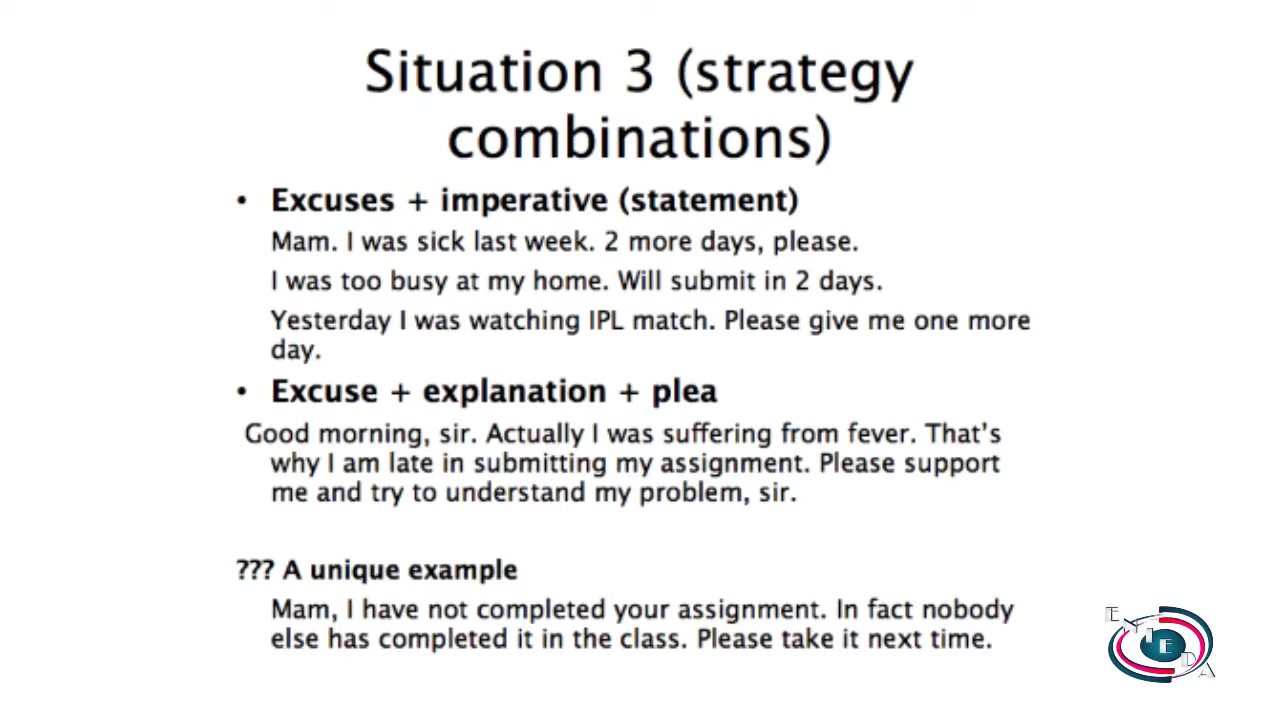 Situation 3 (strategy
combinations)
• Excuses + imperative (statement)
Mam. I was sick last week. 2 more days, please.
I was too busy at my home. Will submit in 2 days.
Yesterday I was watching IPL match. Please give me one more
day.
• Excuse + explanation + plea
Good morning, sir. Actually I was suffering from fever. That's
why I am late in submitting my assignment. Please support
me and try to understand my problem, sir.
??? A unique example
Mam, I have not completed your assignment. In fact nobody
else has completed it in the class. Please take it next time.